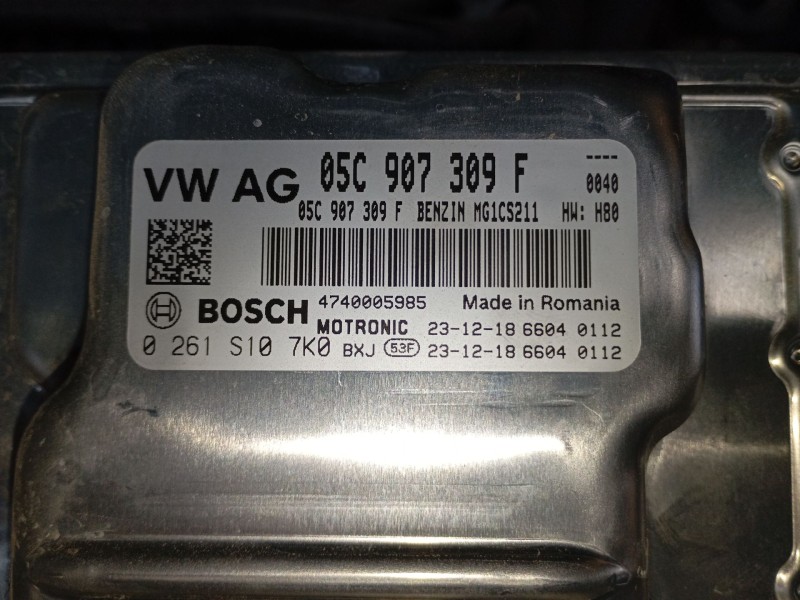 VW AG 05C 907 309 F ----
0040
05C 907 309 F BENZIN MG1CS211 HW: H80
BOSCH 4740005985 Made in Romania
MOTRONIC 23-12-18 6604 0112
0 261 S10 7K0 BXJ 53F 23-12-18 6604 0112